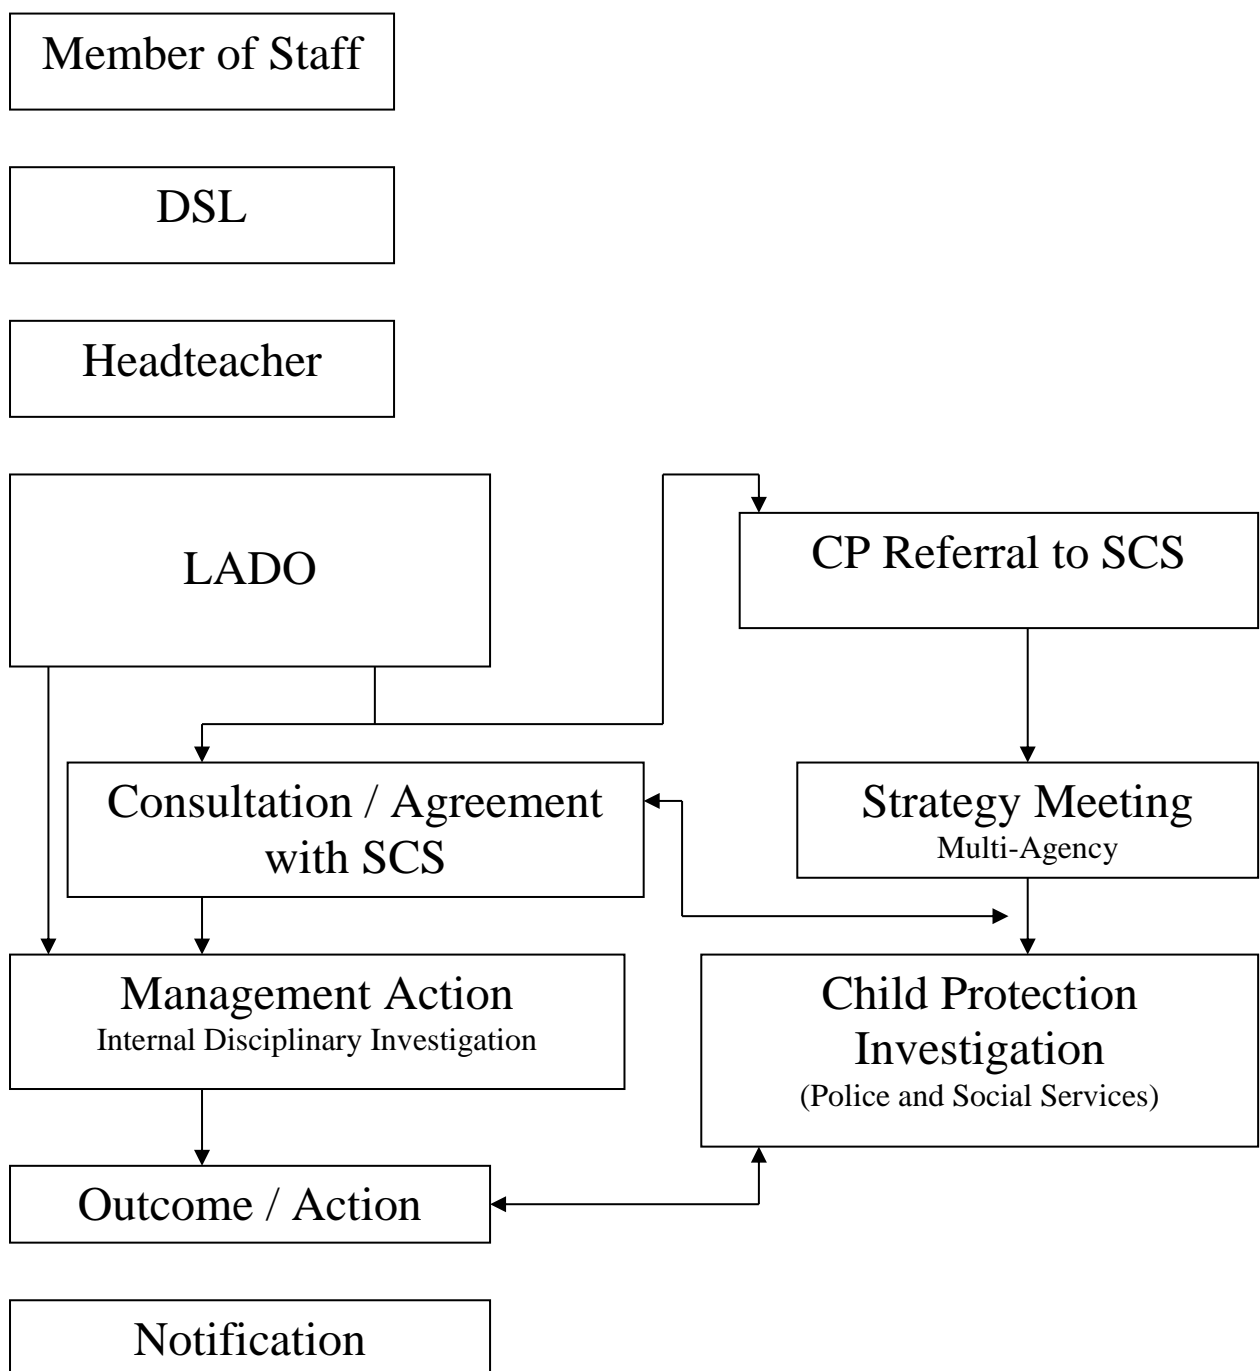 Member of Staff
DSL
Headteacher
LADO
CP Referral to SCS
Consultation / Agreement
with SCS
Strategy Meeting
Multi-Agency
Management Action
Internal Disciplinary Investigation
Child Protection
Investigation
(Police and Social Services)
Outcome / Action
Notification